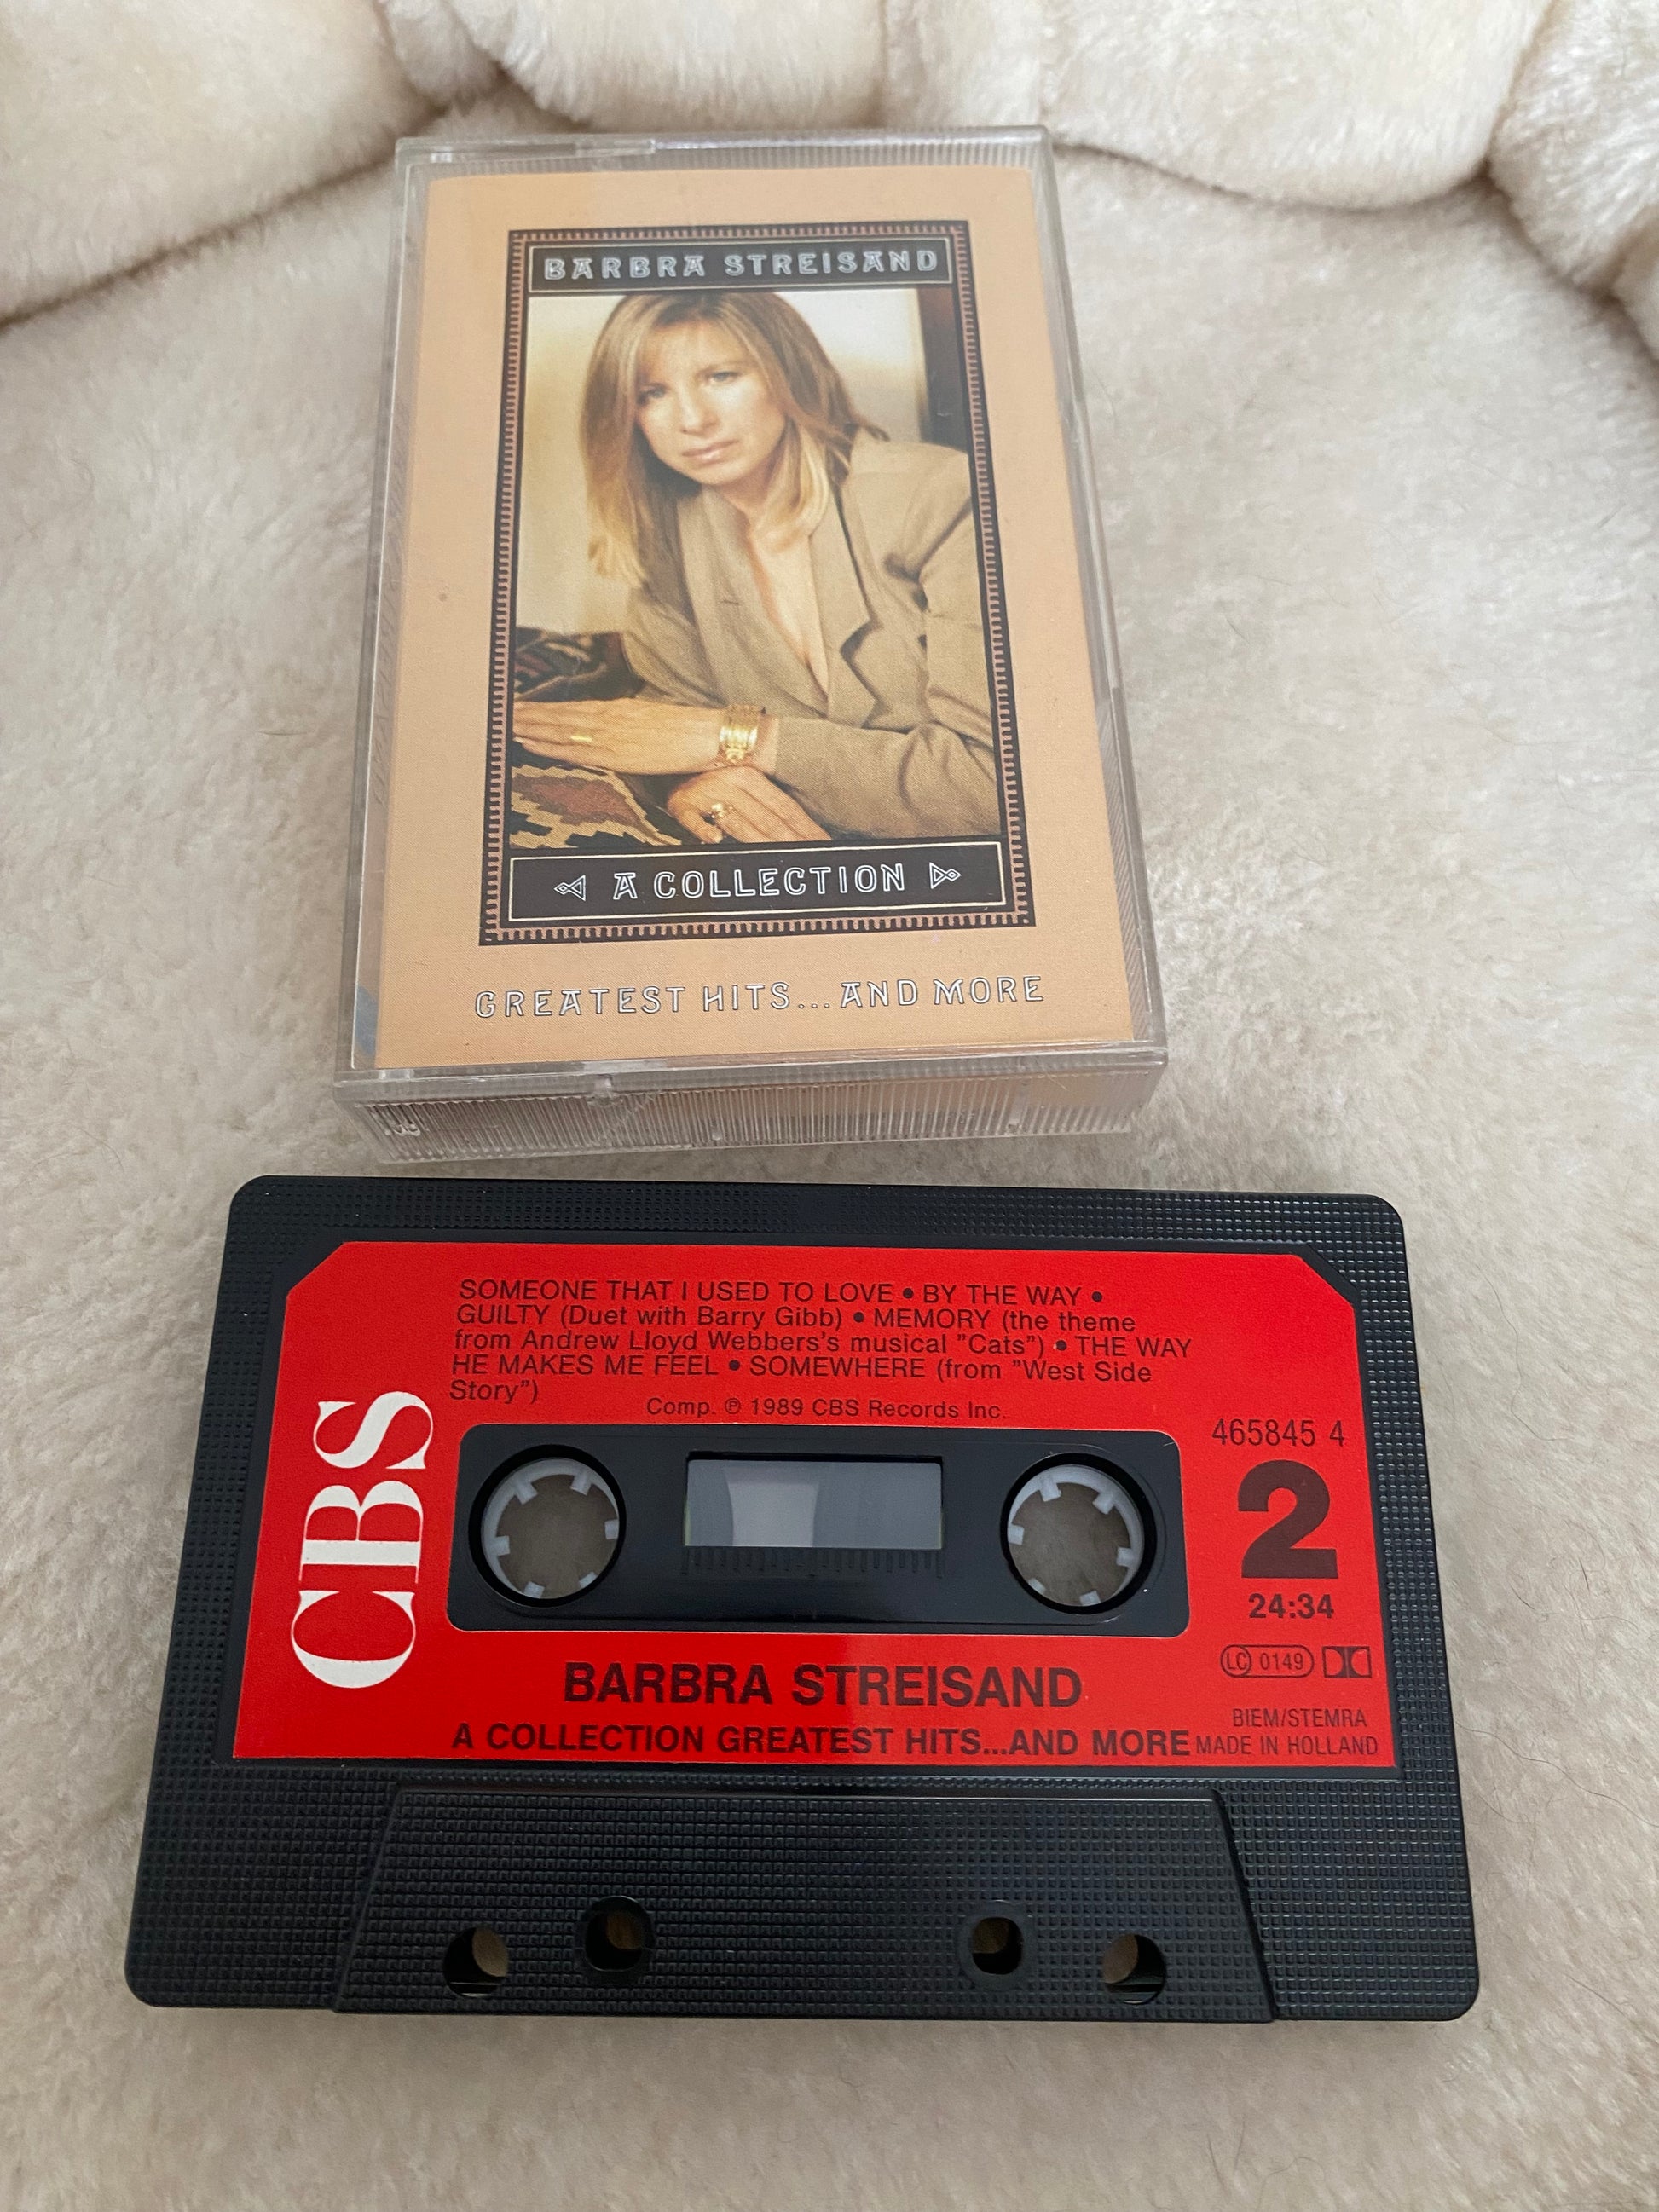 BARBRA STREISAND
A COLLECTION
GREATEST HITS...AND MORE
SOMEONE THAT I USED TO LOVE • BY THE WAY •
GUILTY (Duet with Barry Gibb) • MEMORY (the theme
from Andrew Lloyd Webbers's musical "Cats") • THE WAY
HE MAKES ME FEEL • SOMEWHERE (from "West Side
Story")
Comp. ℗ 1989 CBS Records Inc.
CBS
465845 4
2
24:34
LC 0149
BARBRA STREISAND
BIEM/STEMRA
A COLLECTION GREATEST HITS...AND MORE MADE IN HOLLAND